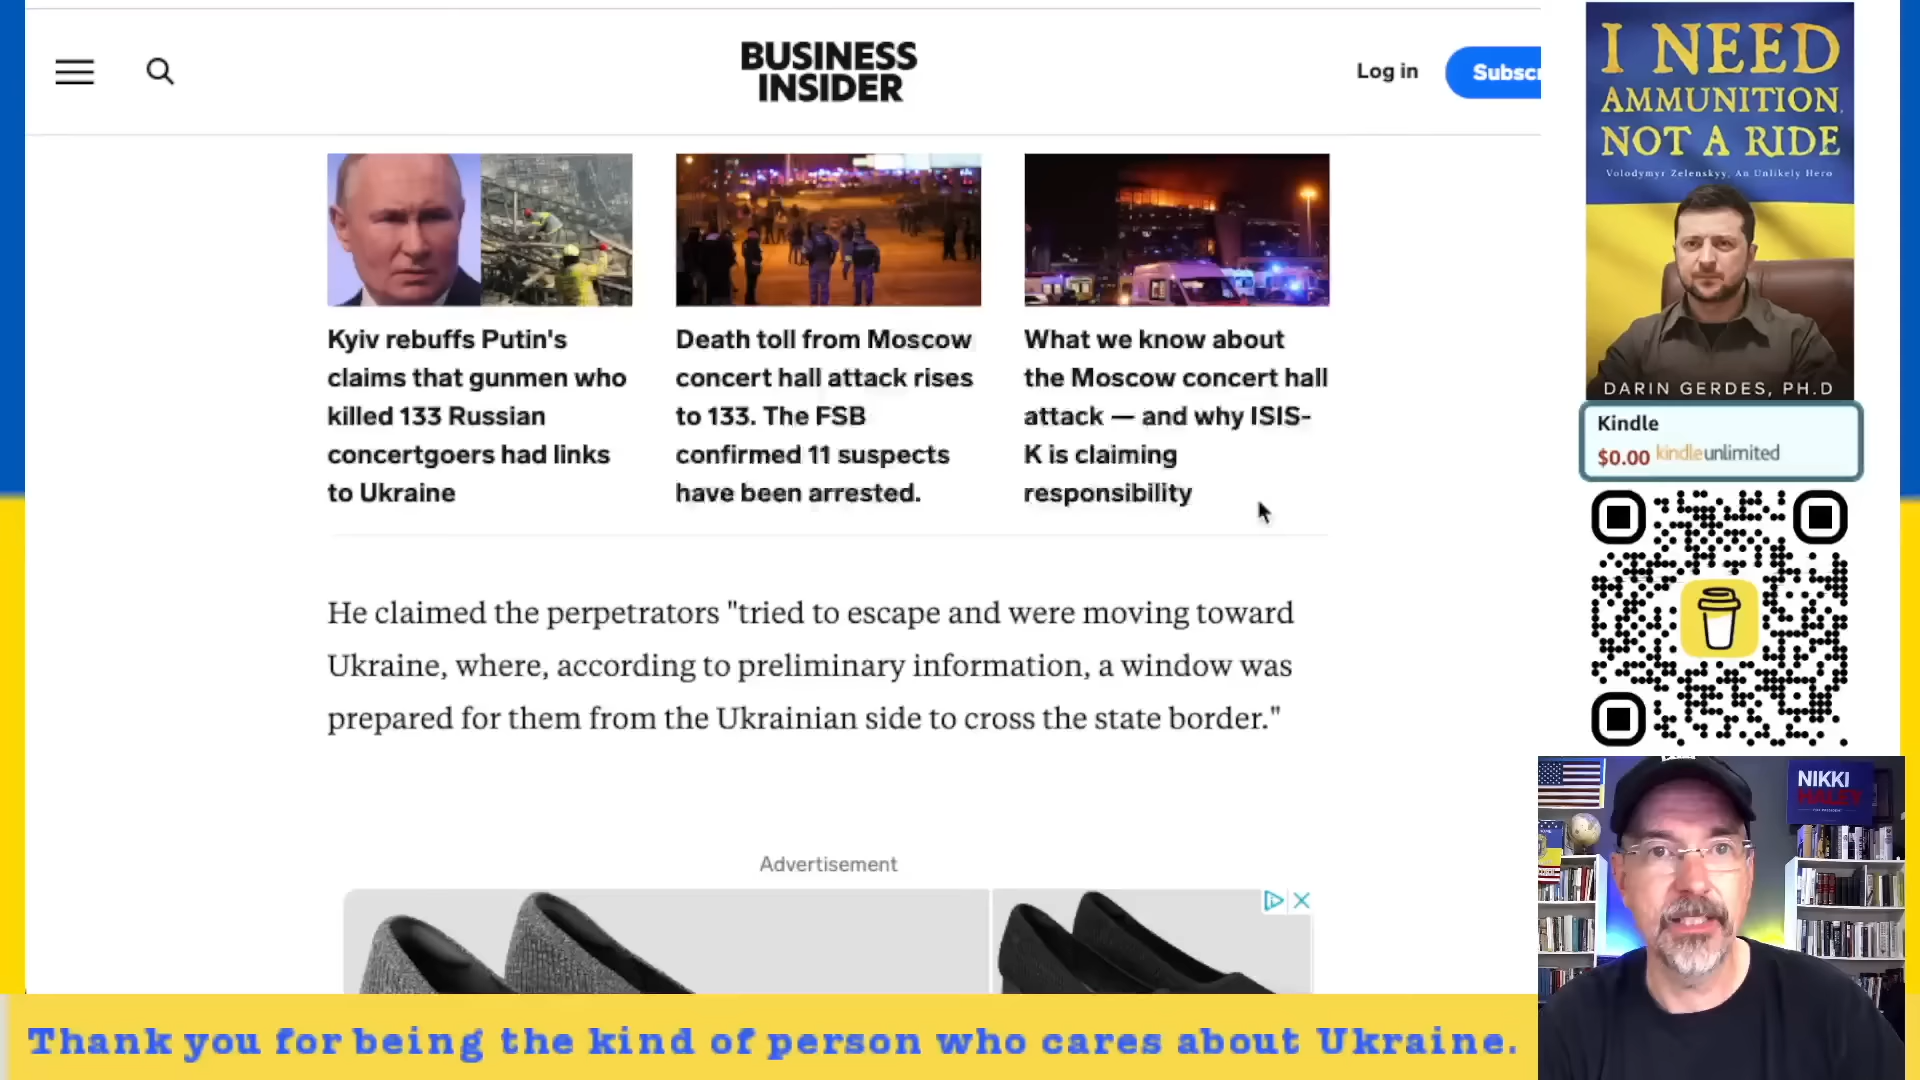 BUSINESS
INSIDER
Log in
Subscr
Kyiv rebuffs Putin's
claims that gunmen who
killed 133 Russian
concertgoers had links
to Ukraine
Death toll from Moscow
concert hall attack rises
to 133. The FSB
confirmed 11 suspects
have been arrested.
What we know about
the Moscow concert hall
attack — and why ISIS-
K is claiming
responsibility
He claimed the perpetrators "tried to escape and were moving toward
Ukraine, where, according to preliminary information, a window was
prepared for them from the Ukrainian side to cross the state border."
Advertisement
I NEED
AMMUNITION,
NOT A RIDE
Volodymyr Zelenskyy, An Unlikely Hero
DARIN GERDES, PH.D
Kindle
$0.00 kindleunlimited
NIKKI
HALEY
Thank you for being the kind of person who cares about Ukraine.